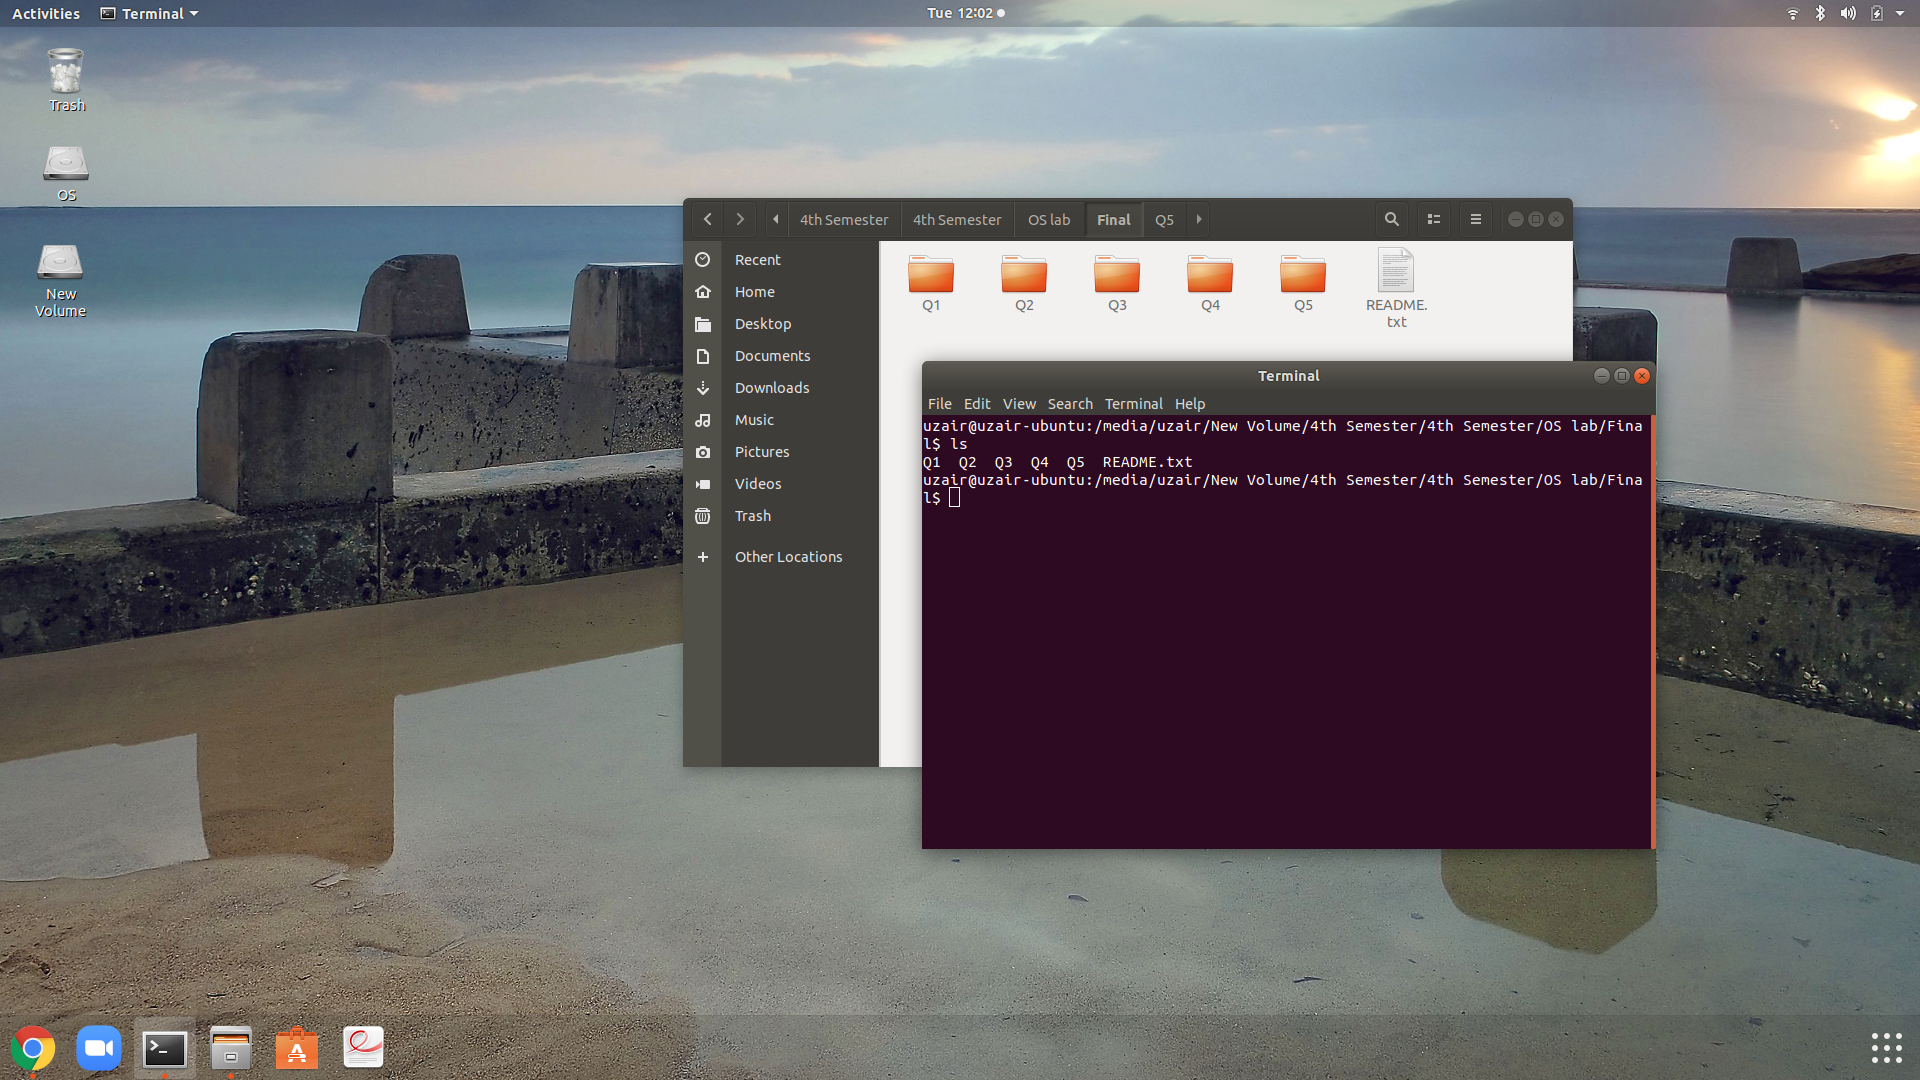 Activities
Terminal
Tue 12:02
Trash
OS
New
Volume
4th Semester
4th Semester
OS lab
Final
Q5
Recent
Home
Desktop
Documents
Downloads
Music
Pictures
Videos
Trash
Other Locations
Q1
Q2
Q3
Q4
Q5
README.
txt
Terminal
File Edit View Search Terminal Help
uzair@uzair-ubuntu:/media/uzair/New Volume/4th Semester/4th Semester/OS lab/Fina
l$ ls
Q1  Q2  Q3  Q4  Q5  README.txt
uzair@uzair-ubuntu:/media/uzair/New Volume/4th Semester/4th Semester/OS lab/Fina
l$